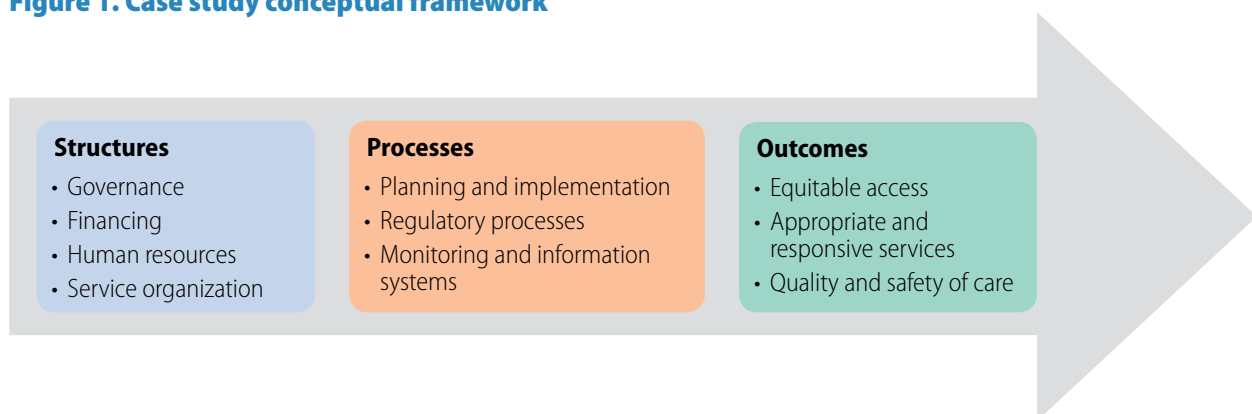 Figure 1. Case study conceptual framework
Structures
• Governance
• Financing
• Human resources
• Service organization
Processes
• Planning and implementation
• Regulatory processes
• Monitoring and information
systems
Outcomes
• Equitable access
• Appropriate and
responsive services
• Quality and safety of care